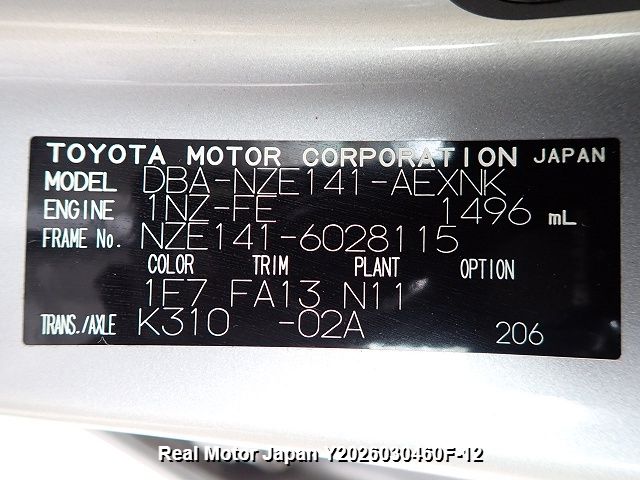 TOYOTA MOTOR CORPORATION JAPAN
MODEL DBA-NZE141-AEXNK
ENGINE 1NZ-FE 1496 mL
FRAME No. NZE141-6028115
COLOR TRIM PLANT OPTION
1F7 FA13 N11
TRANS./AXLE K310 -02A 206
Real Motor Japan Y2026030460F-12